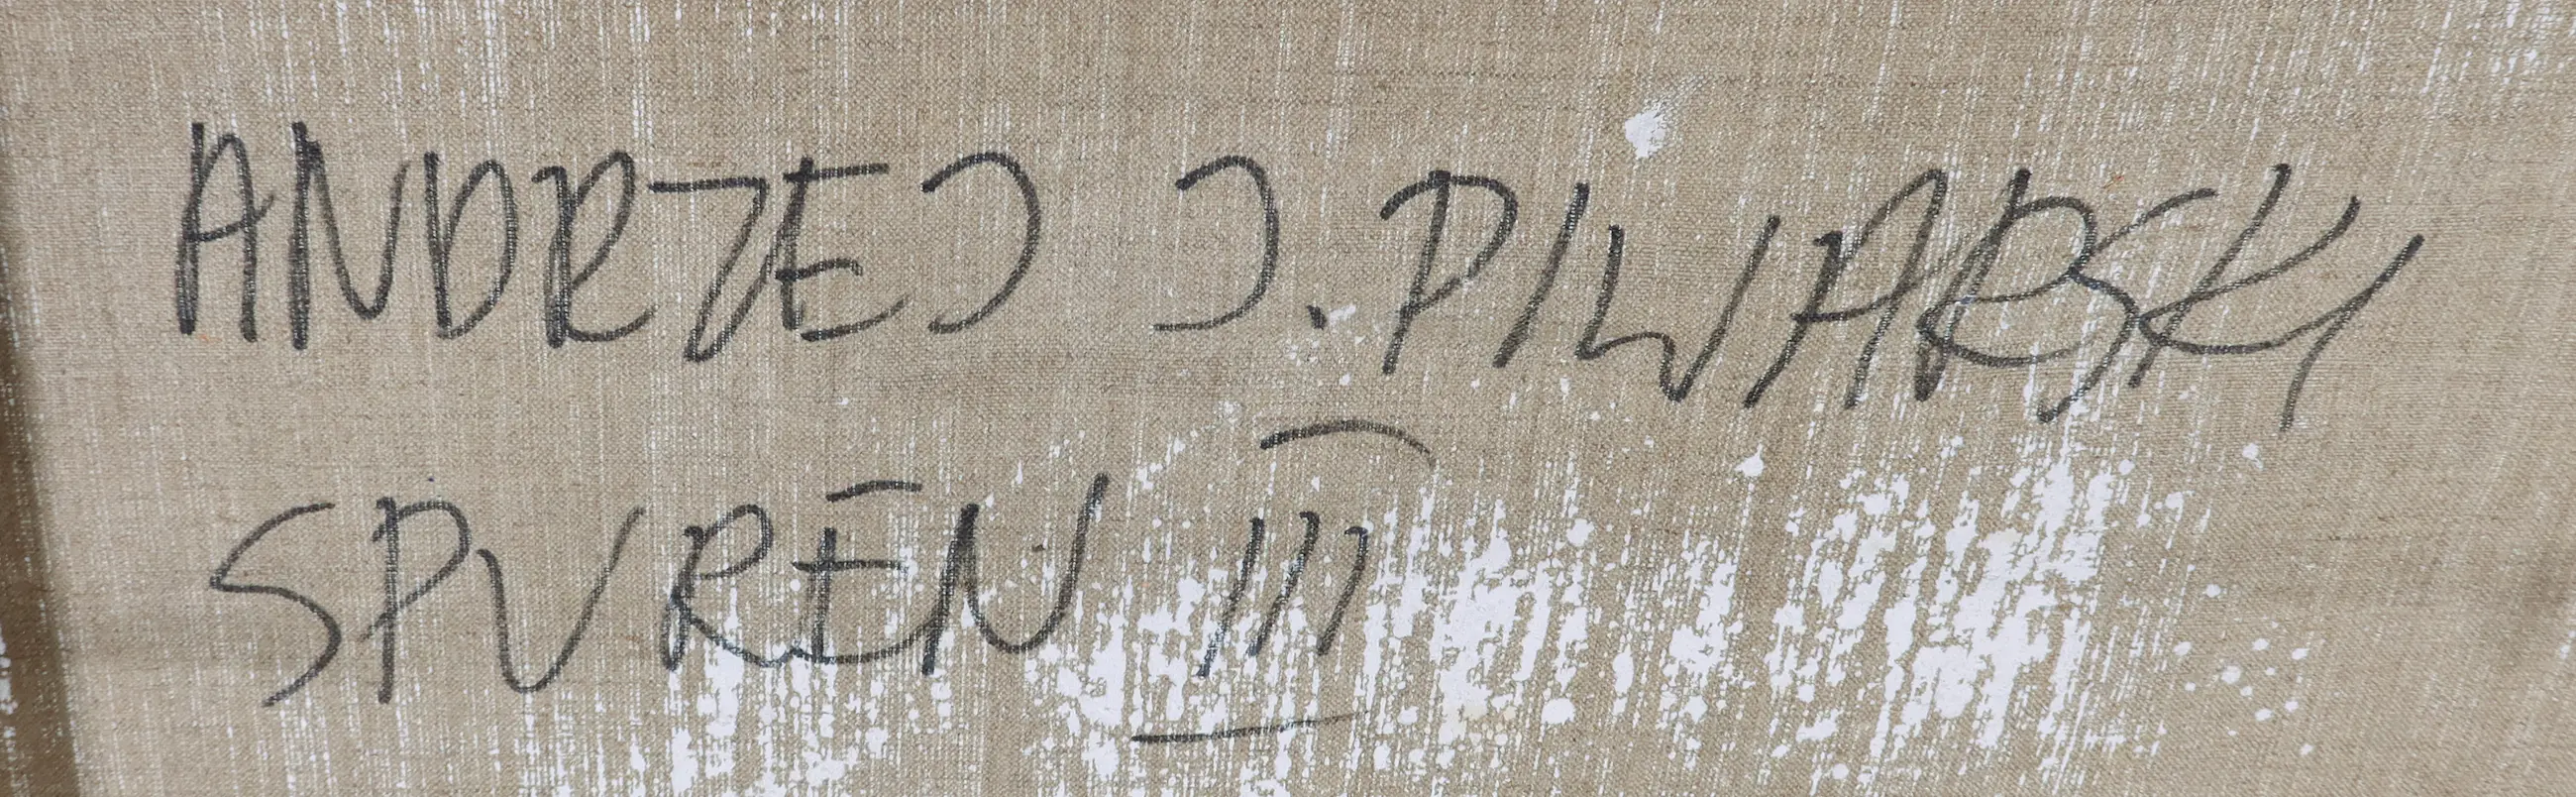 ANDRZEJ J. PIWARSKI
SPUREN III